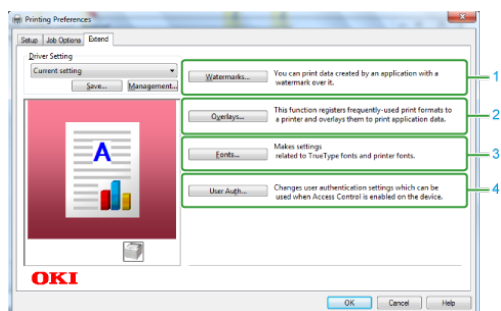 Printing Preferences
Setup Job Options Extend
Driver Setting
Current setting
Save... Management...
Watermarks...
You can print data created by an application with a
watermark over it.
1
Overlays...
This function registers frequently-used print formats to
a printer and overlays them to print application data.
2
Fonts...
Makes settings
related to TrueType fonts and printer fonts.
3
User Auth...
Changes user authentication settings which can be
used when Access Control is enabled on the device.
4
A
OKI
OK Cancel Help